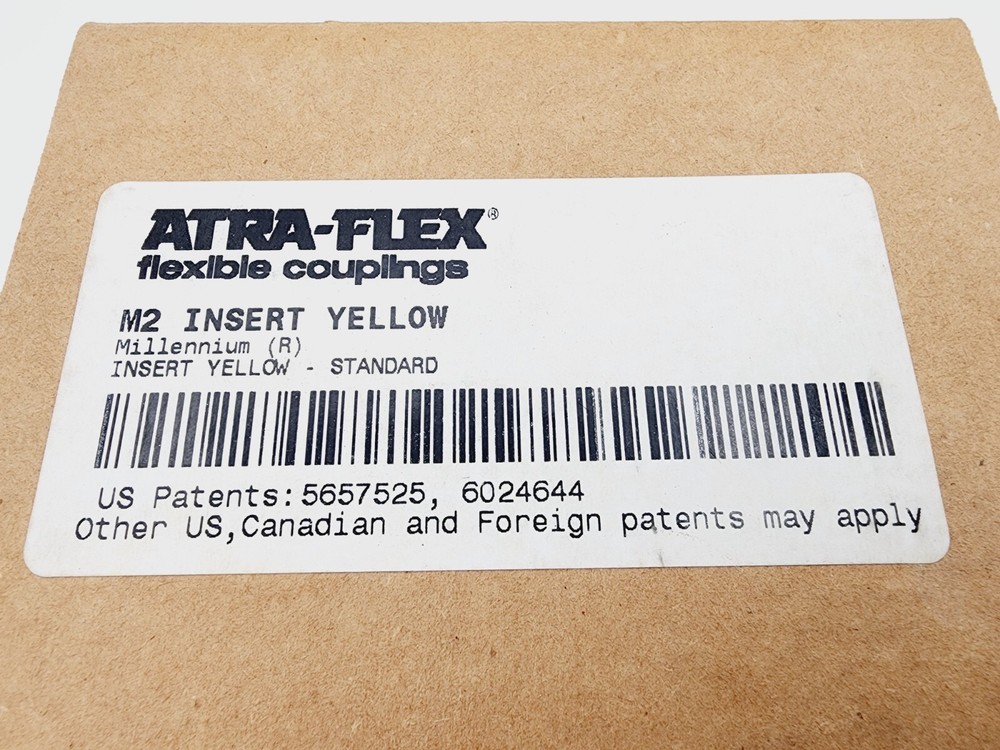 ATRA-FLEX®
flexible couplings
M2 INSERT YELLOW
Millennium (R)
INSERT YELLOW - STANDARD
US Patents: 5657525, 6024644
Other US,Canadian and Foreign patents may apply